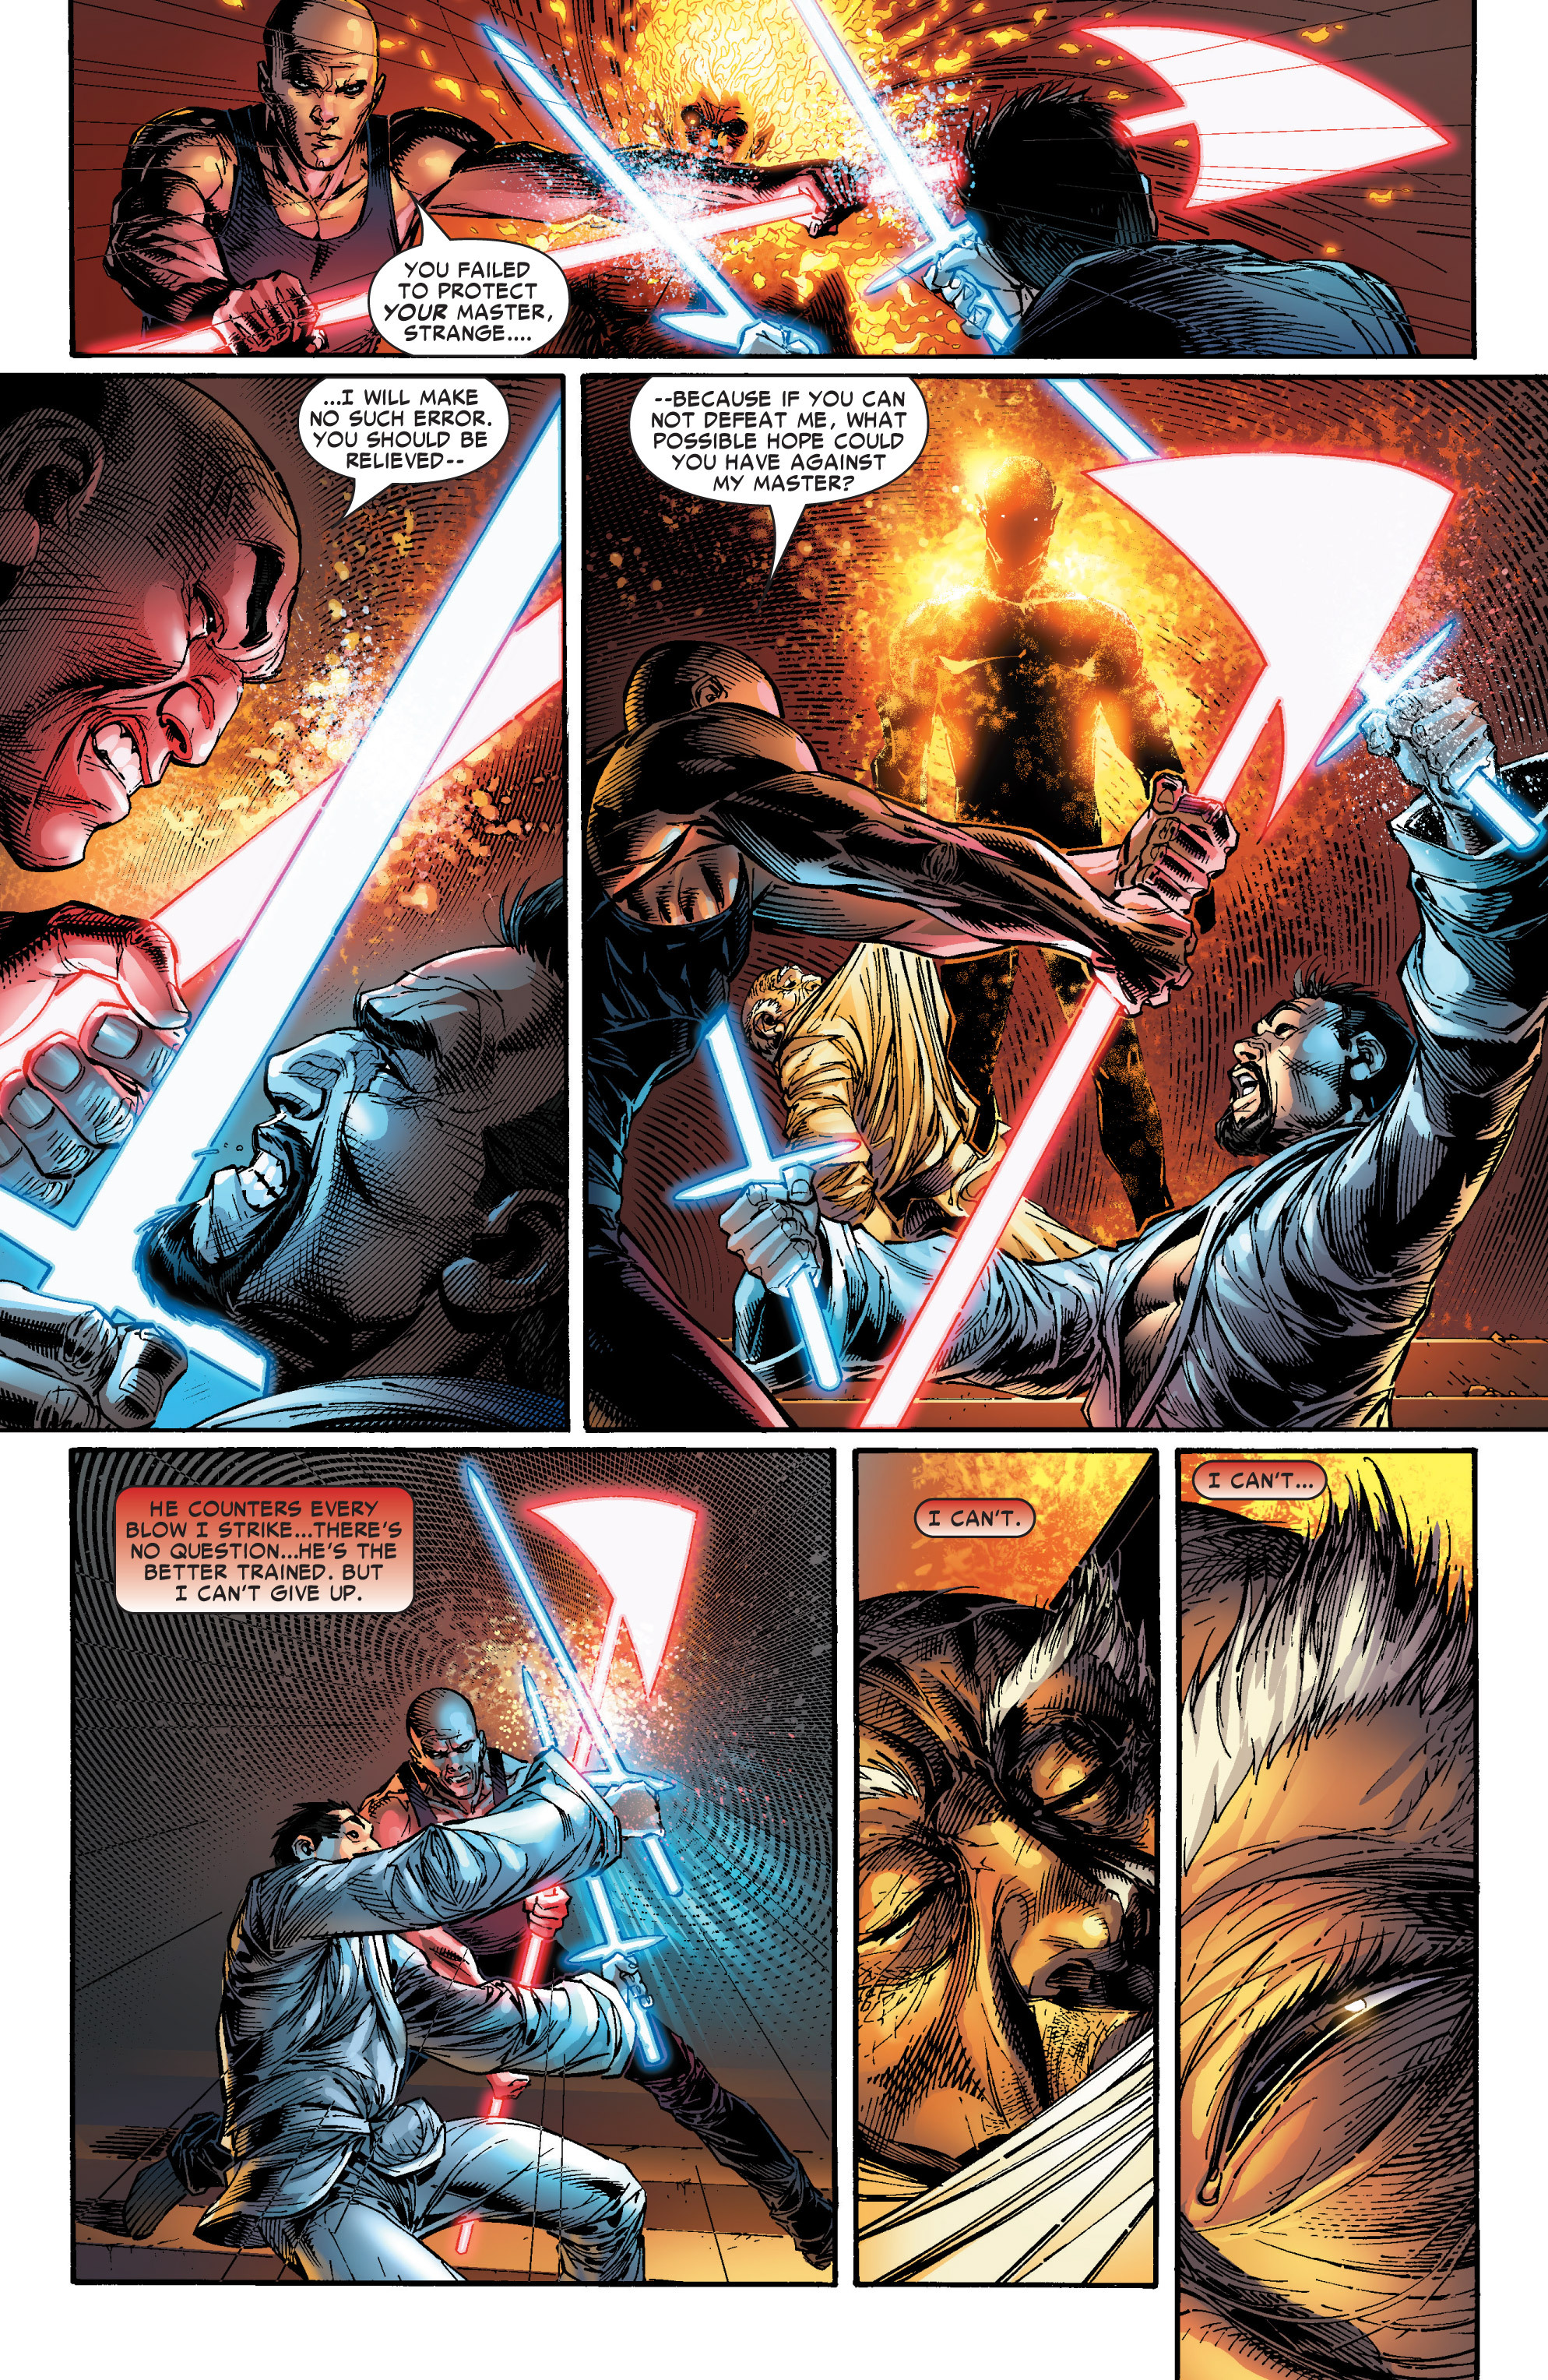 YOU FAILED
TO PROTECT
YOUR MASTER,
STRANGE....
...I WILL MAKE
NO SUCH ERROR.
YOU SHOULD BE
RELIEVED--
--BECAUSE IF YOU CAN
NOT DEFEAT ME, WHAT
POSSIBLE HOPE COULD
YOU HAVE AGAINST
MY MASTER?
HE COUNTERS EVERY
BLOW I STRIKE...THERE'S
NO QUESTION...HE'S THE
BETTER TRAINED. BUT
I CAN'T GIVE UP.
I CAN'T.
I CAN'T...